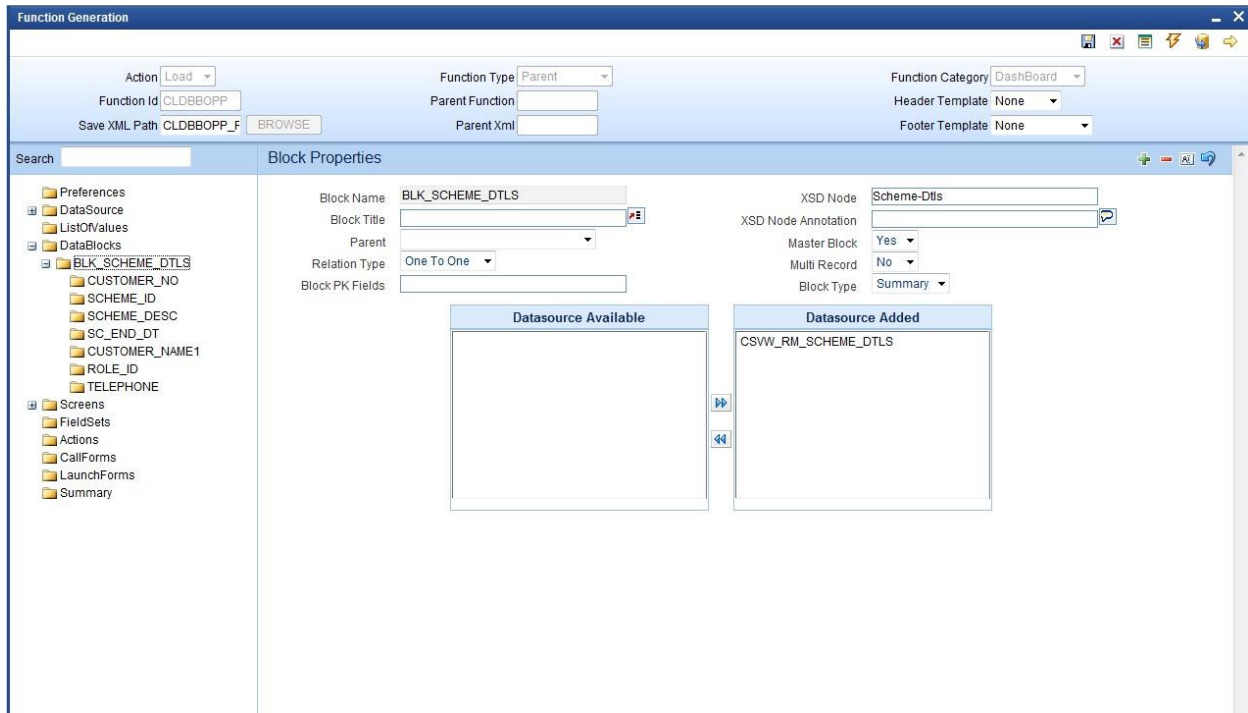 Function Generation
Action Load Function Type Parent Function Category DashBoard
Function Id CLDBBOPP Parent Function Header Template None
Save XML Path CLDBBOPP_F BROWSE Parent Xml Footer Template None
Search Block Properties
Preferences
DataSource
ListOfValues
DataBlocks
BLK_SCHEME_DTLS
CUSTOMER_NO
SCHEME_ID
SCHEME_DESC
SC_END_DT
CUSTOMER_NAME1
ROLE_ID
TELEPHONE
Screens
FieldSets
Actions
CallForms
LaunchForms
Summary
Block Name BLK_SCHEME_DTLS XSD Node Scheme-Dtls
Block Title XSD Node Annotation
Parent Master Block Yes
Relation Type One To One Multi Record No
Block PK Fields Block Type Summary
Datasource Available Datasource Added
CSVW_RM_SCHEME_DTLS